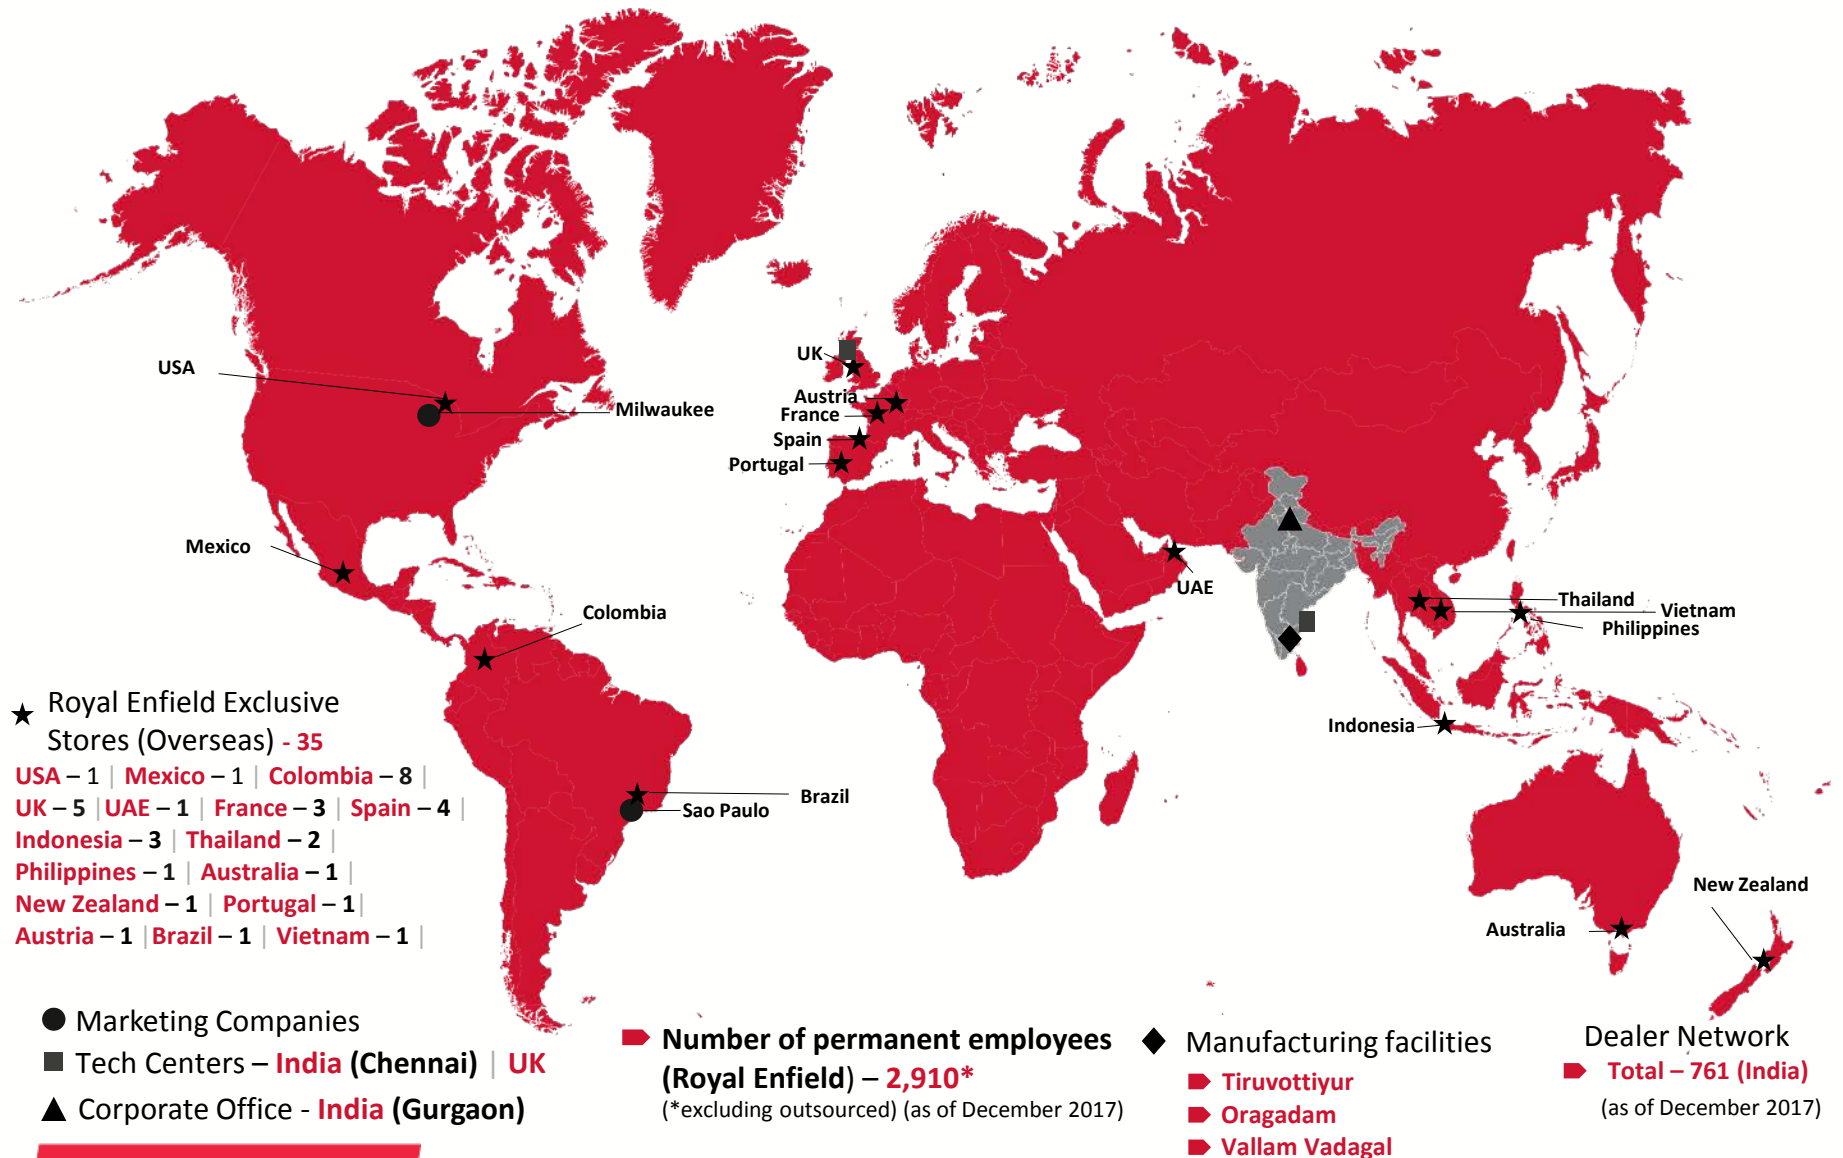 USA
Milwaukee
Mexico
Colombia
Brazil
Sao Paulo
UK
Austria
France
Spain
Portugal
UAE
Thailand
Vietnam
Philippines
Indonesia
Australia
New Zealand
Royal Enfield Exclusive
Stores (Overseas) - 35
USA – 1 | Mexico – 1 | Colombia – 8 |
UK – 5 | UAE – 1 | France – 3 | Spain – 4 |
Indonesia – 3 | Thailand – 2 |
Philippines – 1 | Australia – 1 |
New Zealand – 1 | Portugal – 1 |
Austria – 1 | Brazil – 1 | Vietnam – 1 |
Marketing Companies
Tech Centers – India (Chennai) | UK
Corporate Office - India (Gurgaon)
Number of permanent employees
(Royal Enfield) – 2,910*
(*excluding outsourced) (as of December 2017)
Manufacturing facilities
Tiruvottiyur
Oragadam
Vallam Vadagal
Dealer Network
Total – 761 (India)
(as of December 2017)